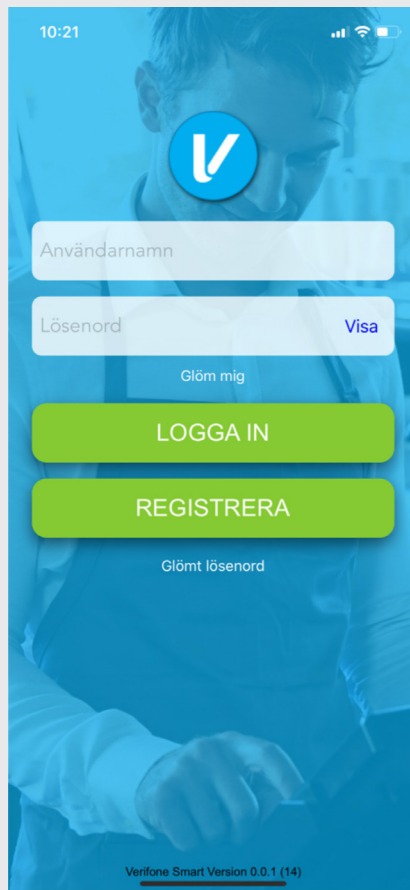 10:21
Användarnamn
Lösenord Visa
Glöm mig
LOGGA IN
REGISTRERA
Glömt lösenord
Verifone Smart Version 0.0.1 (14)